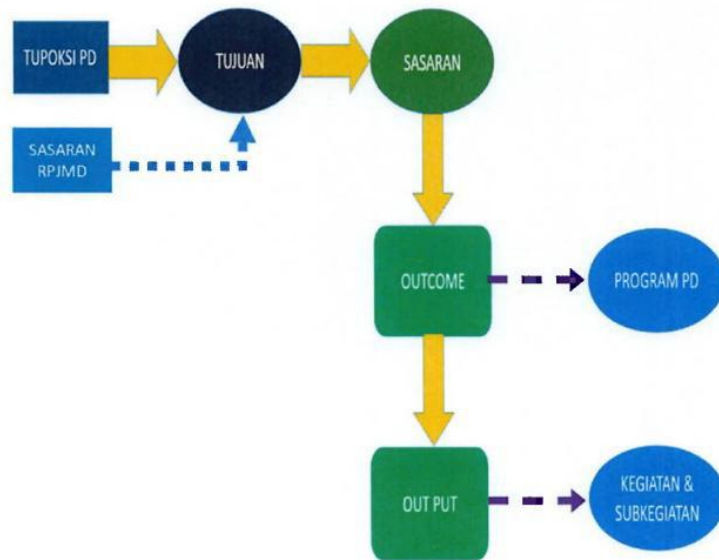 TUPOKSI PD
TUJUAN
SASARAN
SASARAN
RPJMD
OUTCOME
PROGRAM PD
OUT PUT
KEGIATAN &
SUBKEGIATAN